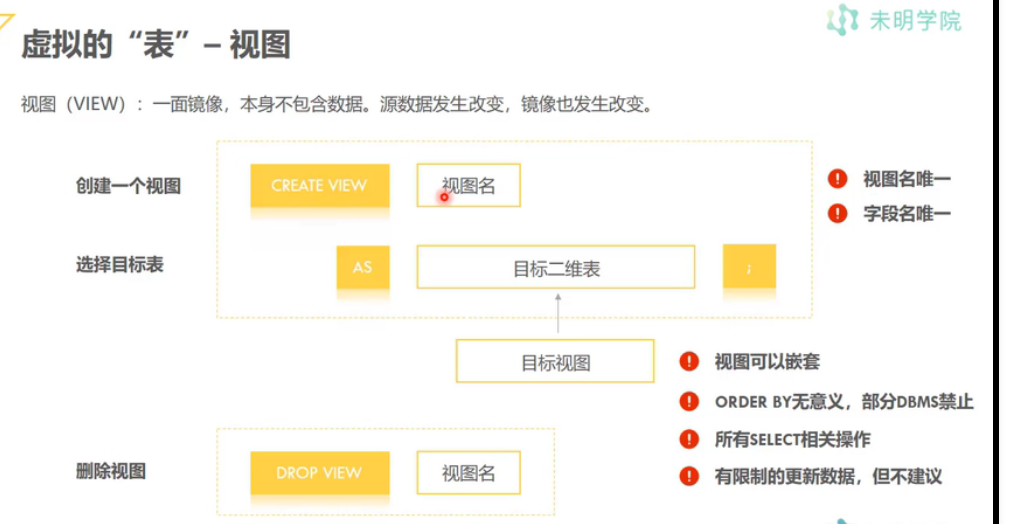 未明学院
虚拟的“表”– 视图
视图（VIEW）：一面镜像，本身不包含数据。源数据发生改变，镜像也发生改变。
创建一个视图 CREATE VIEW 视图名
视图名唯一
字段名唯一
选择目标表 AS 目标二维表 ;
目标视图
视图可以嵌套
ORDER BY无意义，部分DBMS禁止
所有SELECT相关操作
有限制的更新数据，但不建议
删除视图 DROP VIEW 视图名